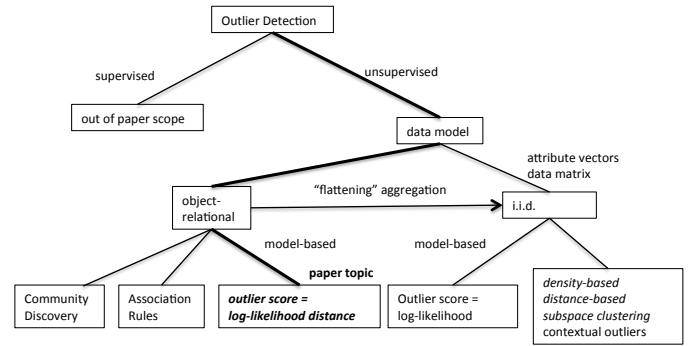 Outlier Detection
supervised
unsupervised
out of paper scope
data model
attribute vectors
data matrix
“flattening” aggregation
object-
relational
i.i.d.
model-based
model-based
paper topic
Community
Discovery
Association
Rules
outlier score =
log-likelihood distance
Outlier score =
log-likelihood
density-based
distance-based
subspace clustering
contextual outliers